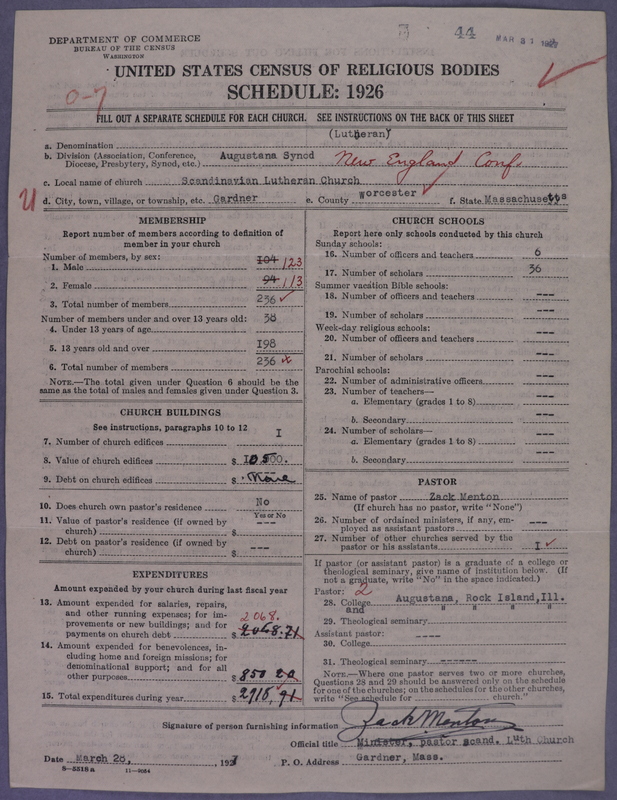 DEPARTMENT OF COMMERCE
BUREAU OF THE CENSUS
WASHINGTON
44
MAR 31 192
UNITED STATES CENSUS OF RELIGIOUS BODIES
SCHEDULE: 1926
0-7
FILL OUT A SEPARATE SCHEDULE FOR EACH CHURCH. SEE INSTRUCTIONS ON THE BACK OF THIS SHEET
a. Denomination (Lutheran)
b. Division (Association, Conference, Diocese, Presbytery, Synod, etc.) Augustana Synod New England Conf.
c. Local name of church Scandinavian Lutheran Church
U d. City, town, village, or township, etc. Gardner e. County Worcester f. State Massachusetts
MEMBERSHIP
Report number of members according to definition of
member in your church
Number of members, by sex:
1. Male 104 123
2. Female 94 113
3. Total number of members 236
Number of members under and over 13 years old: 38
4. Under 13 years of age
5. 13 years old and over I98
6. Total number of members 236
NOTE.—The total given under Question 6 should be the
same as the total of males and females given under Question 3.
CHURCH BUILDINGS
See instructions, paragraphs 10 to 12
7. Number of church edifices I
8. Value of church edifices $ 10500.
9. Debt on church edifices $ None
10. Does church own pastor's residence? No
Yes or No
11. Value of pastor's residence (if owned by
church) $ ---
12. Debt on pastor's residence (if owned by
church) $ ---
EXPENDITURES
Amount expended by your church during last fiscal year
13. Amount expended for salaries, repairs,
and other running expenses; for im-
provements or new buildings; and for
payments on church debt 2068. $ 2068.71
14. Amount expended for benevolences, in-
cluding home and foreign missions; for
denominational support; and for all
other purposes $ 850 20
15. Total expenditures during year $ 2918,91
CHURCH SCHOOLS
Report here only schools conducted by this church
Sunday schools:
16. Number of officers and teachers 6
17. Number of scholars 36
Summer vacation Bible schools:
18. Number of officers and teachers ---
19. Number of scholars ---
Week-day religious schools:
20. Number of officers and teachers ---
21. Number of scholars ---
Parochial schools:
22. Number of administrative officers ---
23. Number of teachers—
a. Elementary (grades 1 to 8) ---
b. Secondary ---
24. Number of scholars—
a. Elementary (grades 1 to 8) ---
b. Secondary ---
PASTOR
25. Name of pastor Zack Menton
(If church has no pastor, write "None")
26. Number of ordained ministers, if any, em-
ployed as assistant pastors ---
27. Number of other churches served by the
pastor or his assistants I
If pastor (or assistant pastor) is a graduate of a college or
theological seminary, give name of institution below. (If
not a graduate, write "No" in the space indicated.)
Pastor: 2
28. College Augustana, Rock Island, Ill.
and " " " "
29. Theological seminary
Assistant pastor: ----
30. College
31. Theological seminary ------
NOTE.—Where one pastor serves two or more churches,
Questions 28 and 29 should be answered only on the schedule
for one of the churches; on the schedules for the other churches,
write "See schedule for church."
Signature of person furnishing information Zack Menton
Official title Minister, pastor scand. Luth Church
Date March 28, 1927 P. O. Address Gardner, Mass.
8—5518 a 11—9084